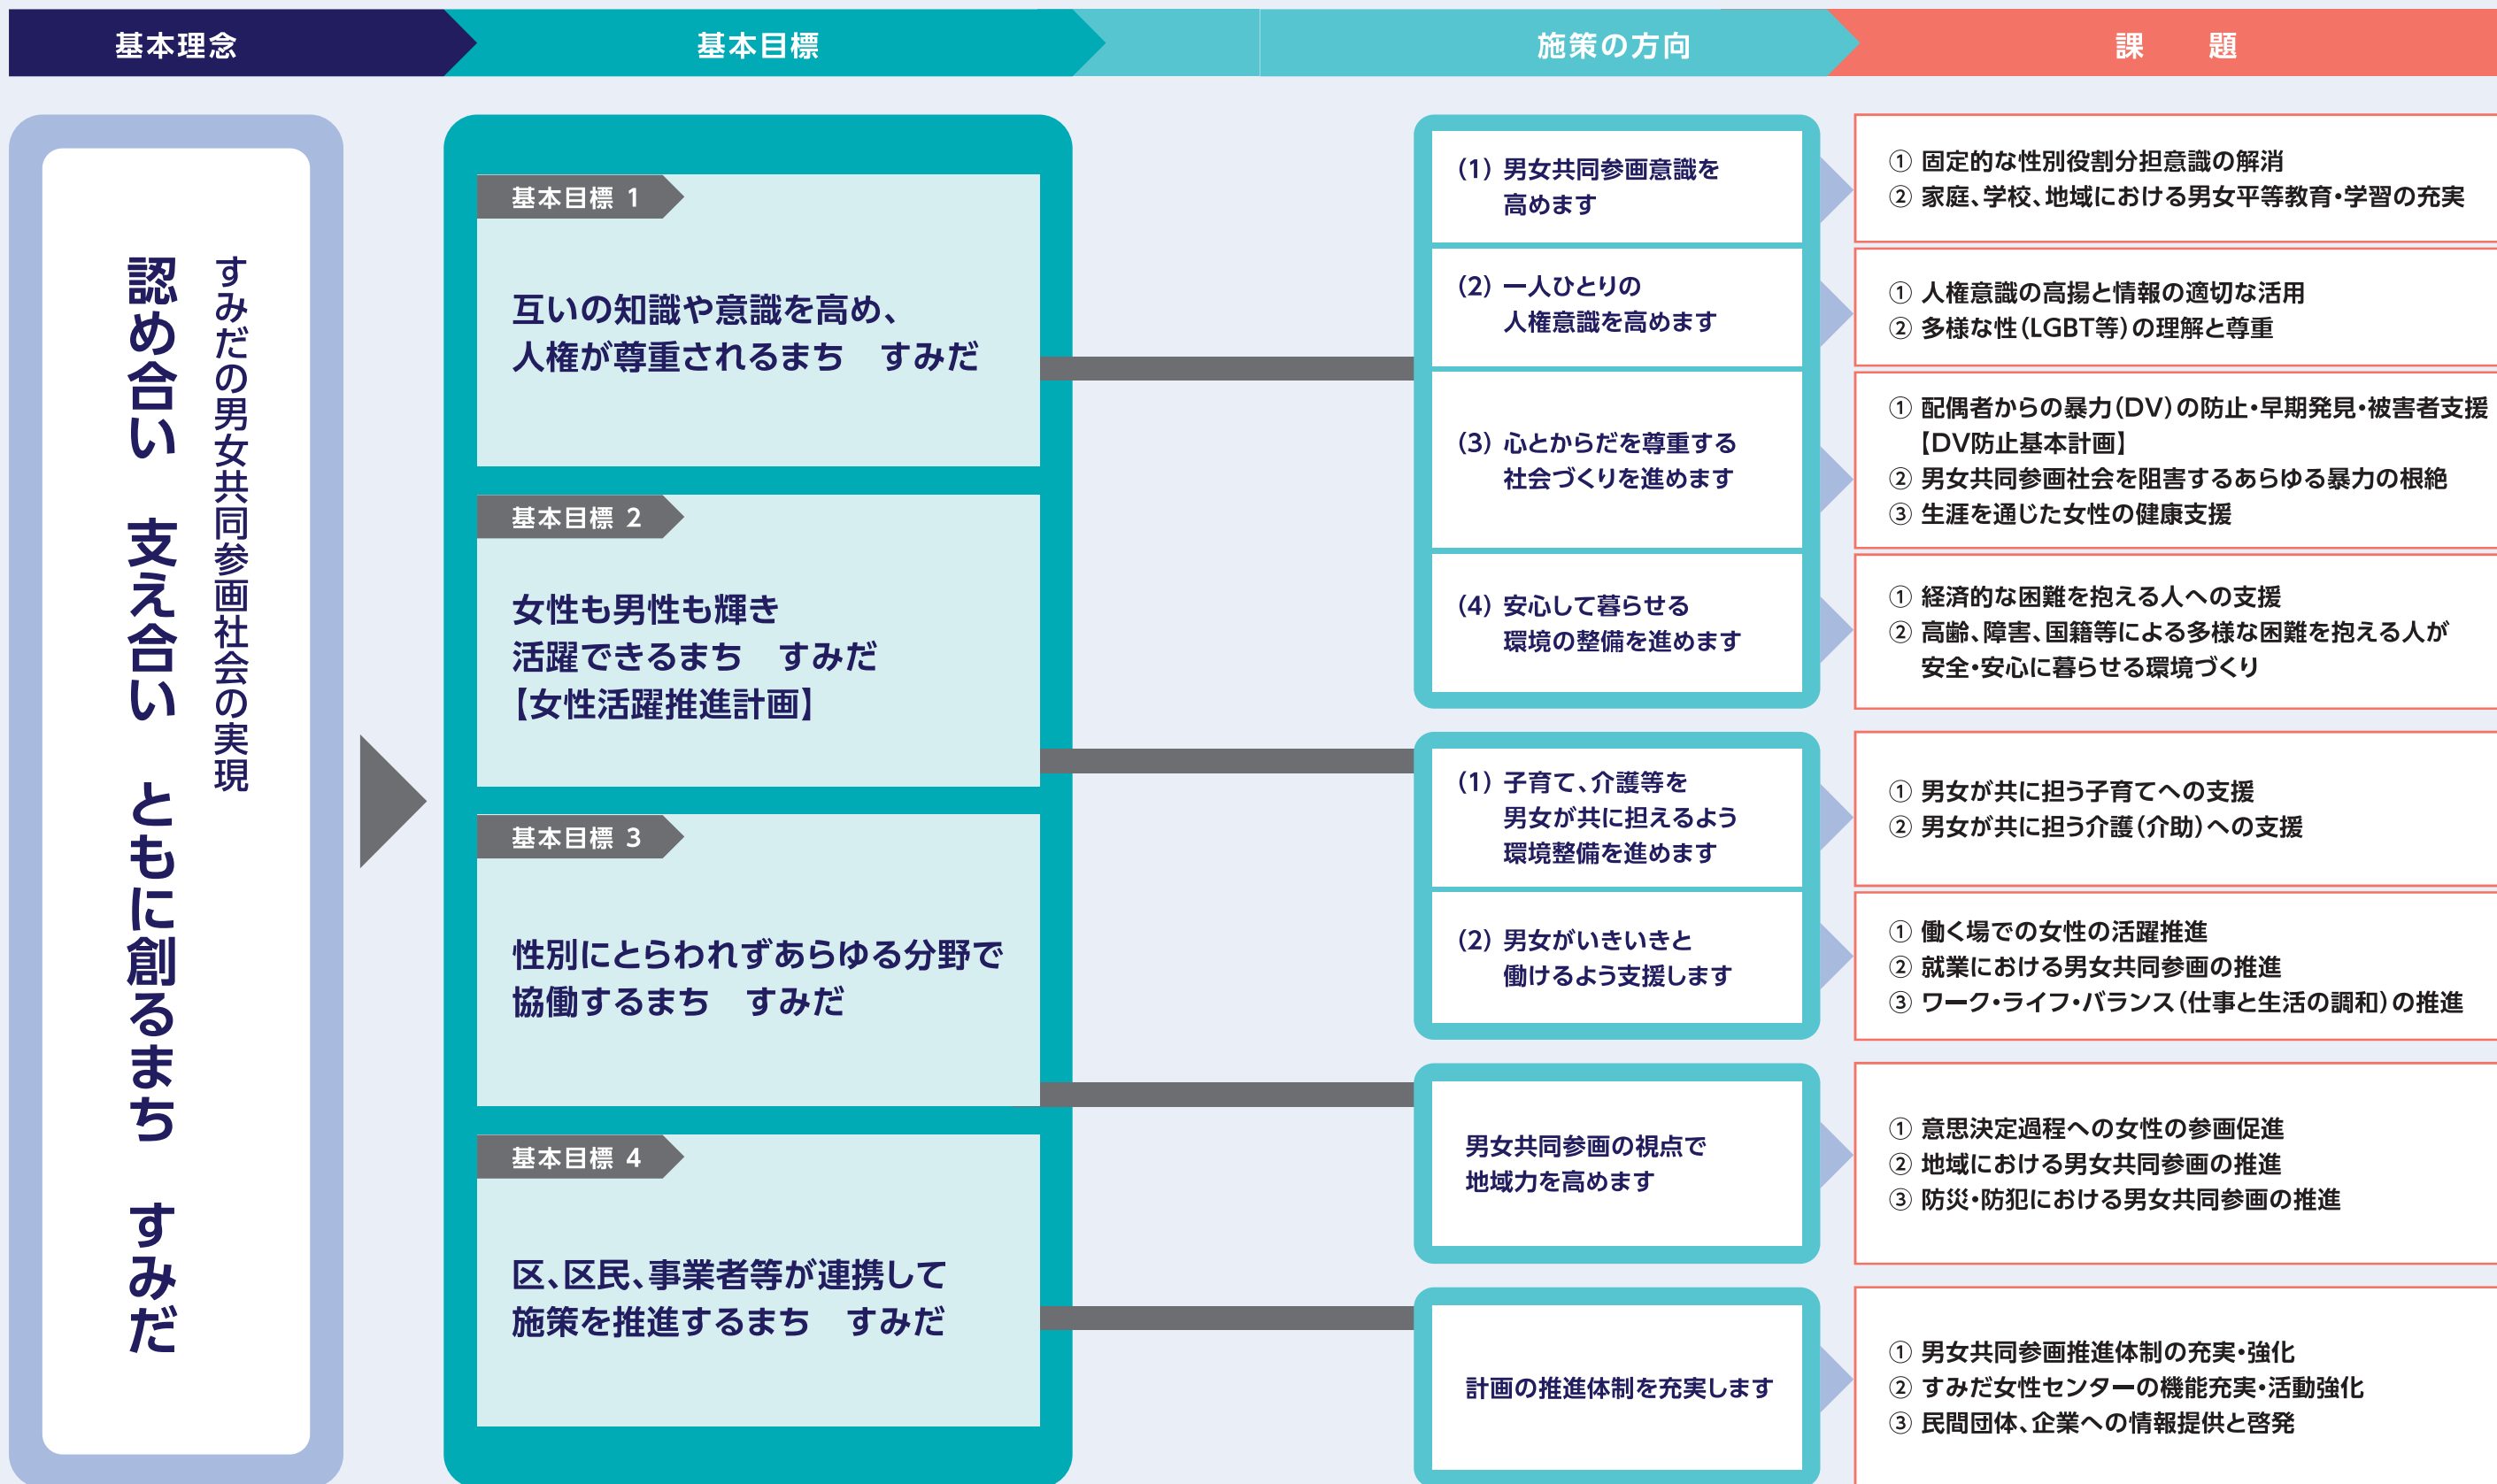 基本理念
基本目標
施策の方向
課　　題
すみだの男女共同参画社会の実現
認め合い　支え合い　ともに創るまち　すみだ
基本目標 1
互いの知識や意識を高め、
人権が尊重されるまち　すみだ
基本目標 2
女性も男性も輝き
活躍できるまち　すみだ
【女性活躍推進計画】
基本目標 3
性別にとらわれずあらゆる分野で
協働するまち　すみだ
基本目標 4
区、区民、事業者等が連携して
施策を推進するまち　すみだ
（1）男女共同参画意識を
高めます
① 固定的な性別役割分担意識の解消
② 家庭、学校、地域における男女平等教育・学習の充実
（2）一人ひとりの
人権意識を高めます
① 人権意識の高揚と情報の適切な活用
② 多様な性（LGBT等）の理解と尊重
（3）心とからだを尊重する
社会づくりを進めます
① 配偶者からの暴力（DV）の防止・早期発見・被害者支援
【DV防止基本計画】
② 男女共同参画社会を阻害するあらゆる暴力の根絶
③ 生涯を通じた女性の健康支援
（4）安心して暮らせる
環境の整備を進めます
① 経済的な困難を抱える人への支援
② 高齢、障害、国籍等による多様な困難を抱える人が
安全・安心に暮らせる環境づくり
（1）子育て、介護等を
男女が共に担えるよう
環境整備を進めます
① 男女が共に担う子育てへの支援
② 男女が共に担う介護（介助）への支援
（2）男女がいきいきと
働けるよう支援します
① 働く場での女性の活躍推進
② 就業における男女共同参画の推進
③ ワーク・ライフ・バランス（仕事と生活の調和）の推進
男女共同参画の視点で
地域力を高めます
① 意思決定過程への女性の参画促進
② 地域における男女共同参画の推進
③ 防災・防犯における男女共同参画の推進
計画の推進体制を充実します
① 男女共同参画推進体制の充実・強化
② すみだ女性センターの機能充実・活動強化
③ 民間団体、企業への情報提供と啓発